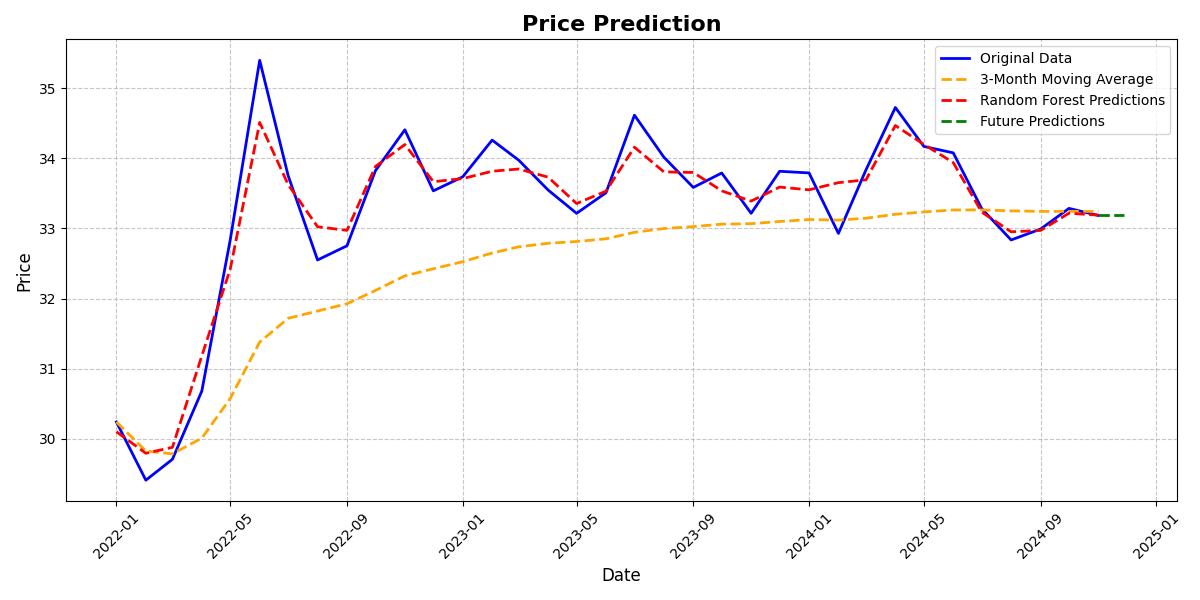 Price Prediction
Original Data
3-Month Moving Average
Random Forest Predictions
Future Predictions
Price
35
34
33
32
31
30
2022-01
2022-05
2022-09
2023-01
2023-05
2023-09
2024-01
2024-05
2024-09
2025-01
Date